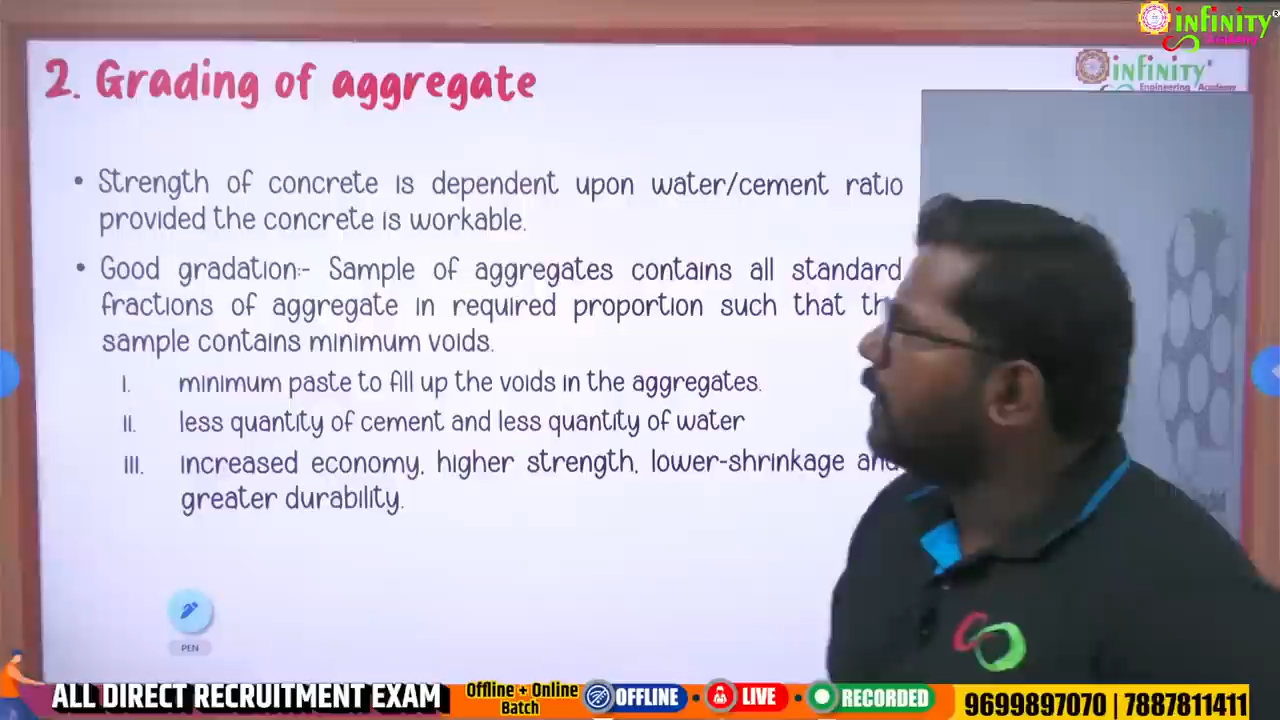 infinity
Academy
2. Grading of aggregate
infinity
Engineering Academy
• Strength of concrete is dependent upon water/cement ratio
provided the concrete is workable.
• Good gradation:- Sample of aggregates contains all standard
fractions of aggregate in required proportion such that th
sample contains minimum voids.
I. minimum paste to fill up the voids in the aggregates.
II. less quantity of cement and less quantity of water
III. Increased economy, higher strength, lower-shrinkage and
greater durability.
PEN
ALL DIRECT RECRUITMENT EXAM
Offline + Online
Batch
OFFLINE • LIVE • RECORDED
9699897070 | 7887811411